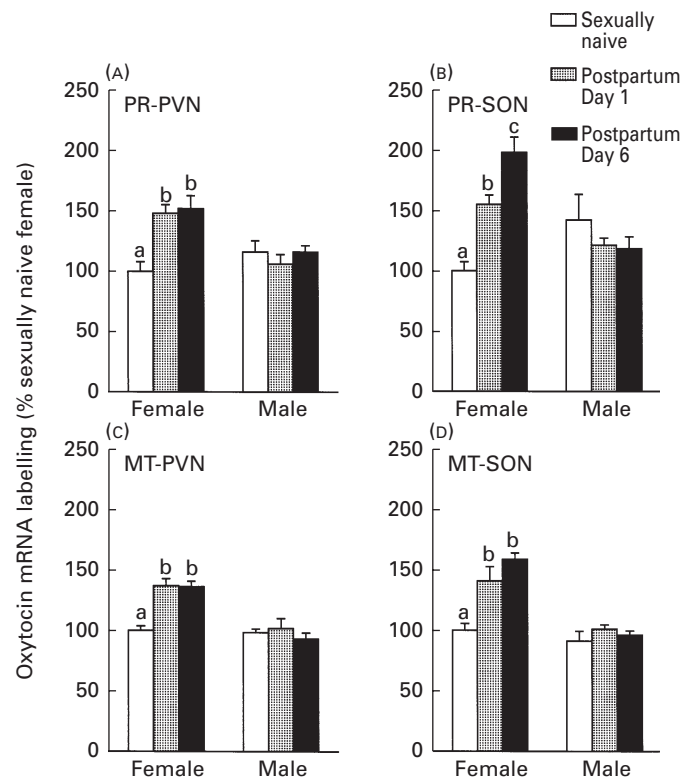 Sexually
naive
Postpartum
Day 1
Postpartum
Day 6
Oxytocin mRNA labelling (% sexually naive female)
(A)
PR-PVN
250
200
150
100
50
0
a
b
b
Female
Male
(B)
PR-SON
250
200
150
100
50
0
a
b
c
Female
Male
(C)
MT-PVN
250
200
150
100
50
0
a
b
b
Female
Male
(D)
MT-SON
250
200
150
100
50
0
a
b
b
Female
Male